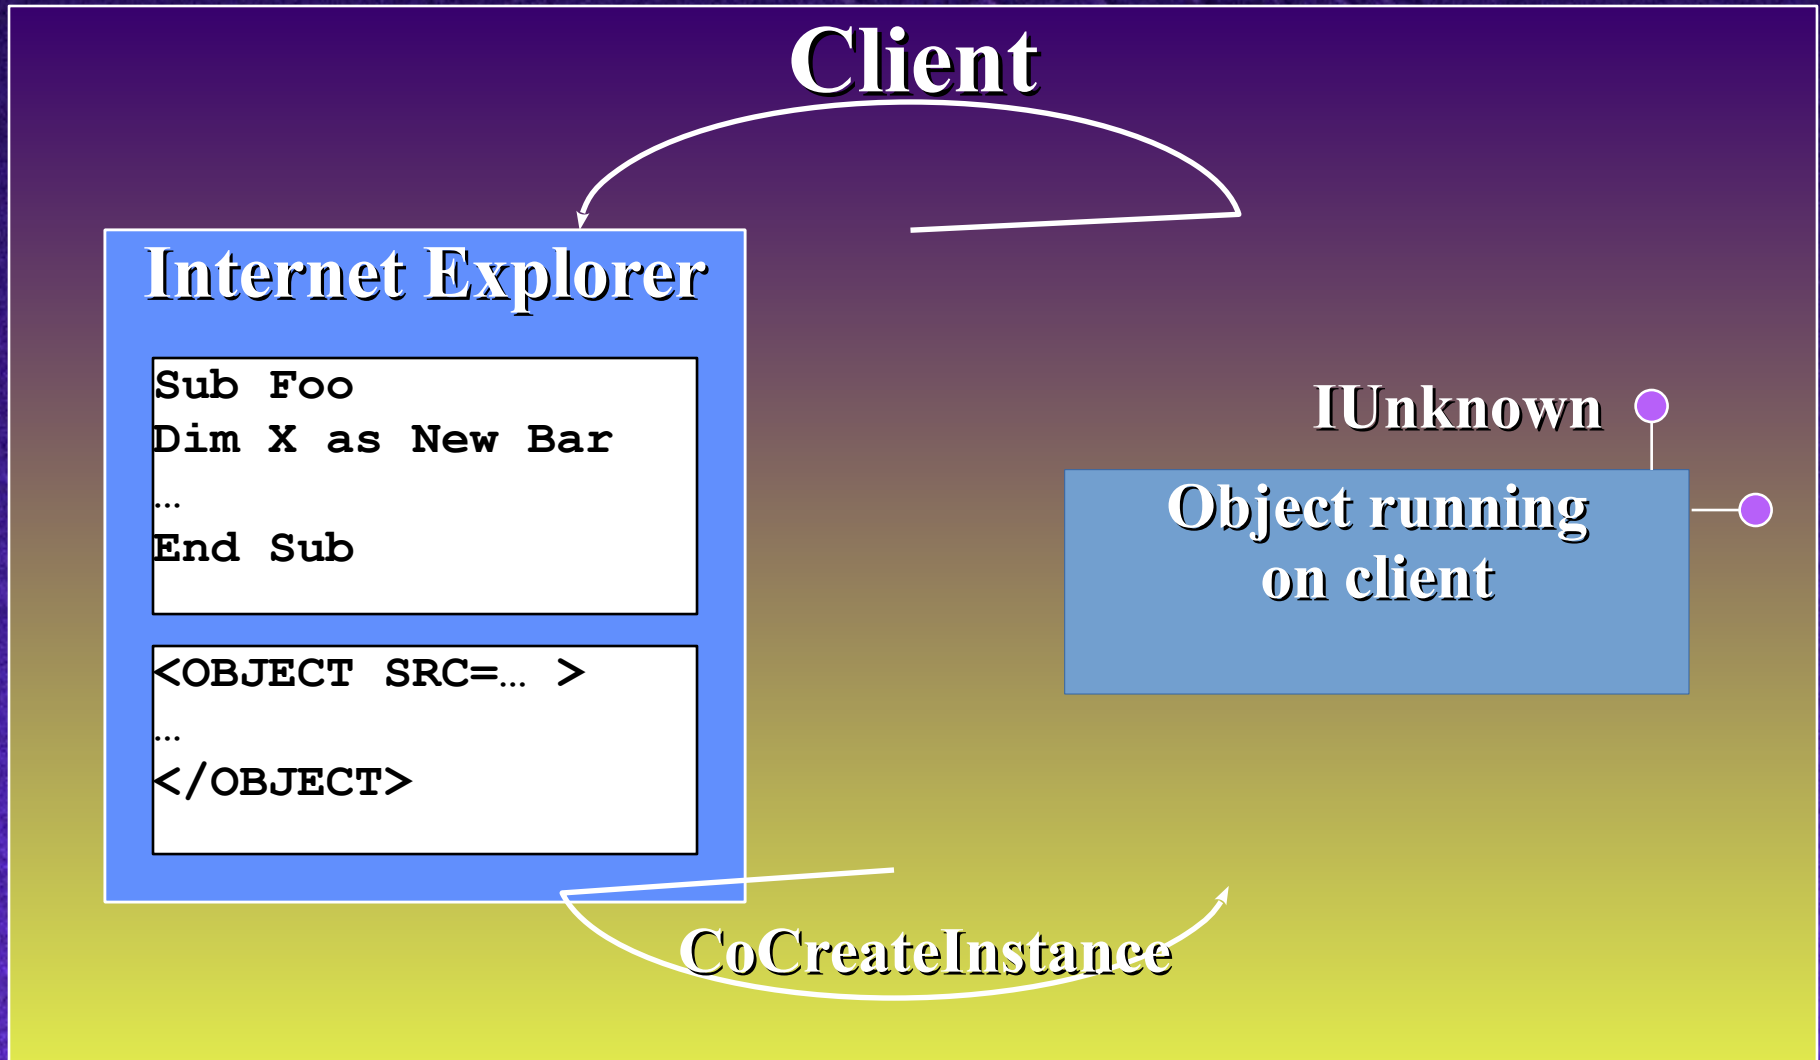 Client
Internet Explorer
Sub Foo
Dim X as New Bar
…
End Sub
<OBJECT SRC=… >
…
</OBJECT>
IUnknown
Object running
on client
CoCreateInstance